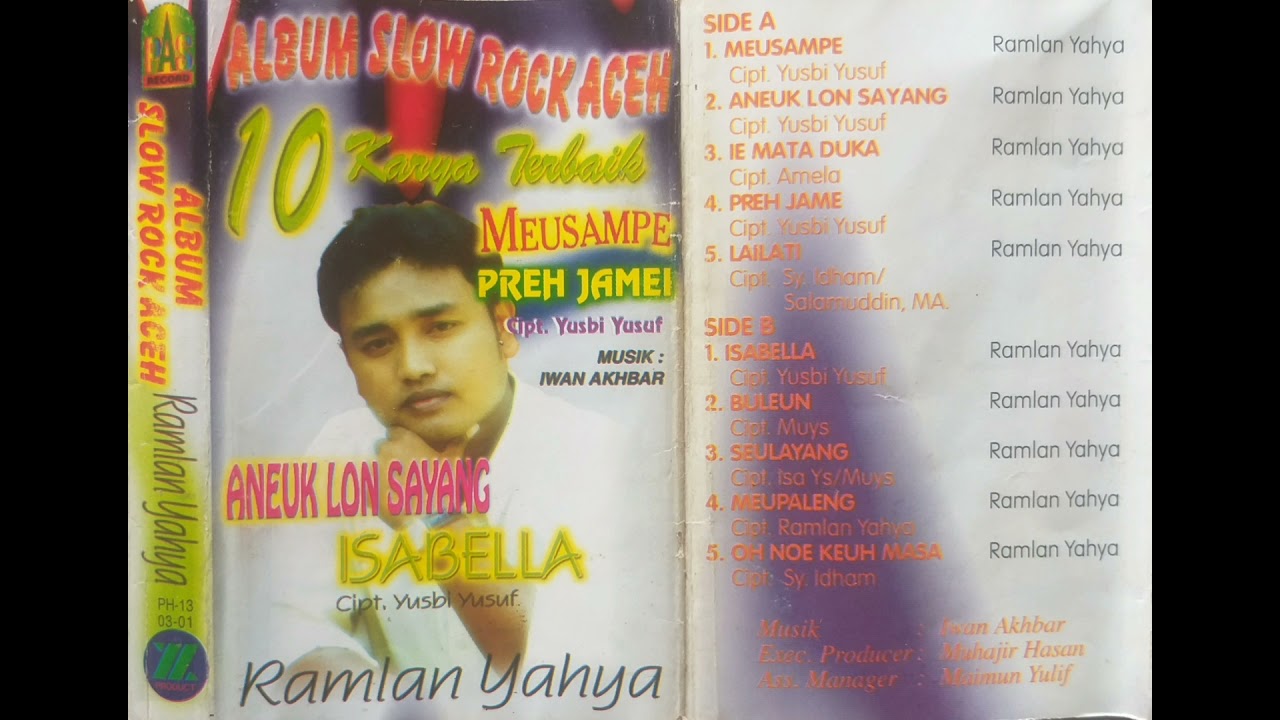 PAS
RECORD
ALBUM
SLOW ROCK ACEH
Ramlan Yahya
PH-13
03-01
PRODUCT
ALBUM SLOW ROCK ACEH
10 Karya Terbaik
MEUSAMPE
PREH JAMEE
Cipt. Yusbi Yusuf
MUSIK :
IWAN AKHBAR
ANEUK LON SAYANG
ISABELLA
Cipt. Yusbi Yusuf.
Ramlan Yahya
SIDE A
1. MEUSAMPE Ramlan Yahya
Cipt. Yusbi Yusuf
2. ANEUK LON SAYANG Ramlan Yahya
Cipt. Yusbi Yusuf
3. IE MATA DUKA Ramlan Yahya
Cipt. Amela
4. PREH JAME Ramlan Yahya
Cipt. Yusbi Yusuf
5. LAILATI Ramlan Yahya
Cipt. Sy. Idham/
Salamuddin, MA.
SIDE B
1. ISABELLA Ramlan Yahya
Cipt. Yusbi Yusuf
2. BULEUN Ramlan Yahya
Cipt. Muys
3. SEULAYANG Ramlan Yahya
Cipt. Isa Ys/Muys
4. MEUPALENG Ramlan Yahya
Cipt. Ramlan Yahya
5. OH NOE KEUH MASA Ramlan Yahya
Cipt. Sy. Idham
Musik : Iwan Akhbar
Exec. Producer : Muhajir Hasan
Ass. Manager : Maimun Yulif